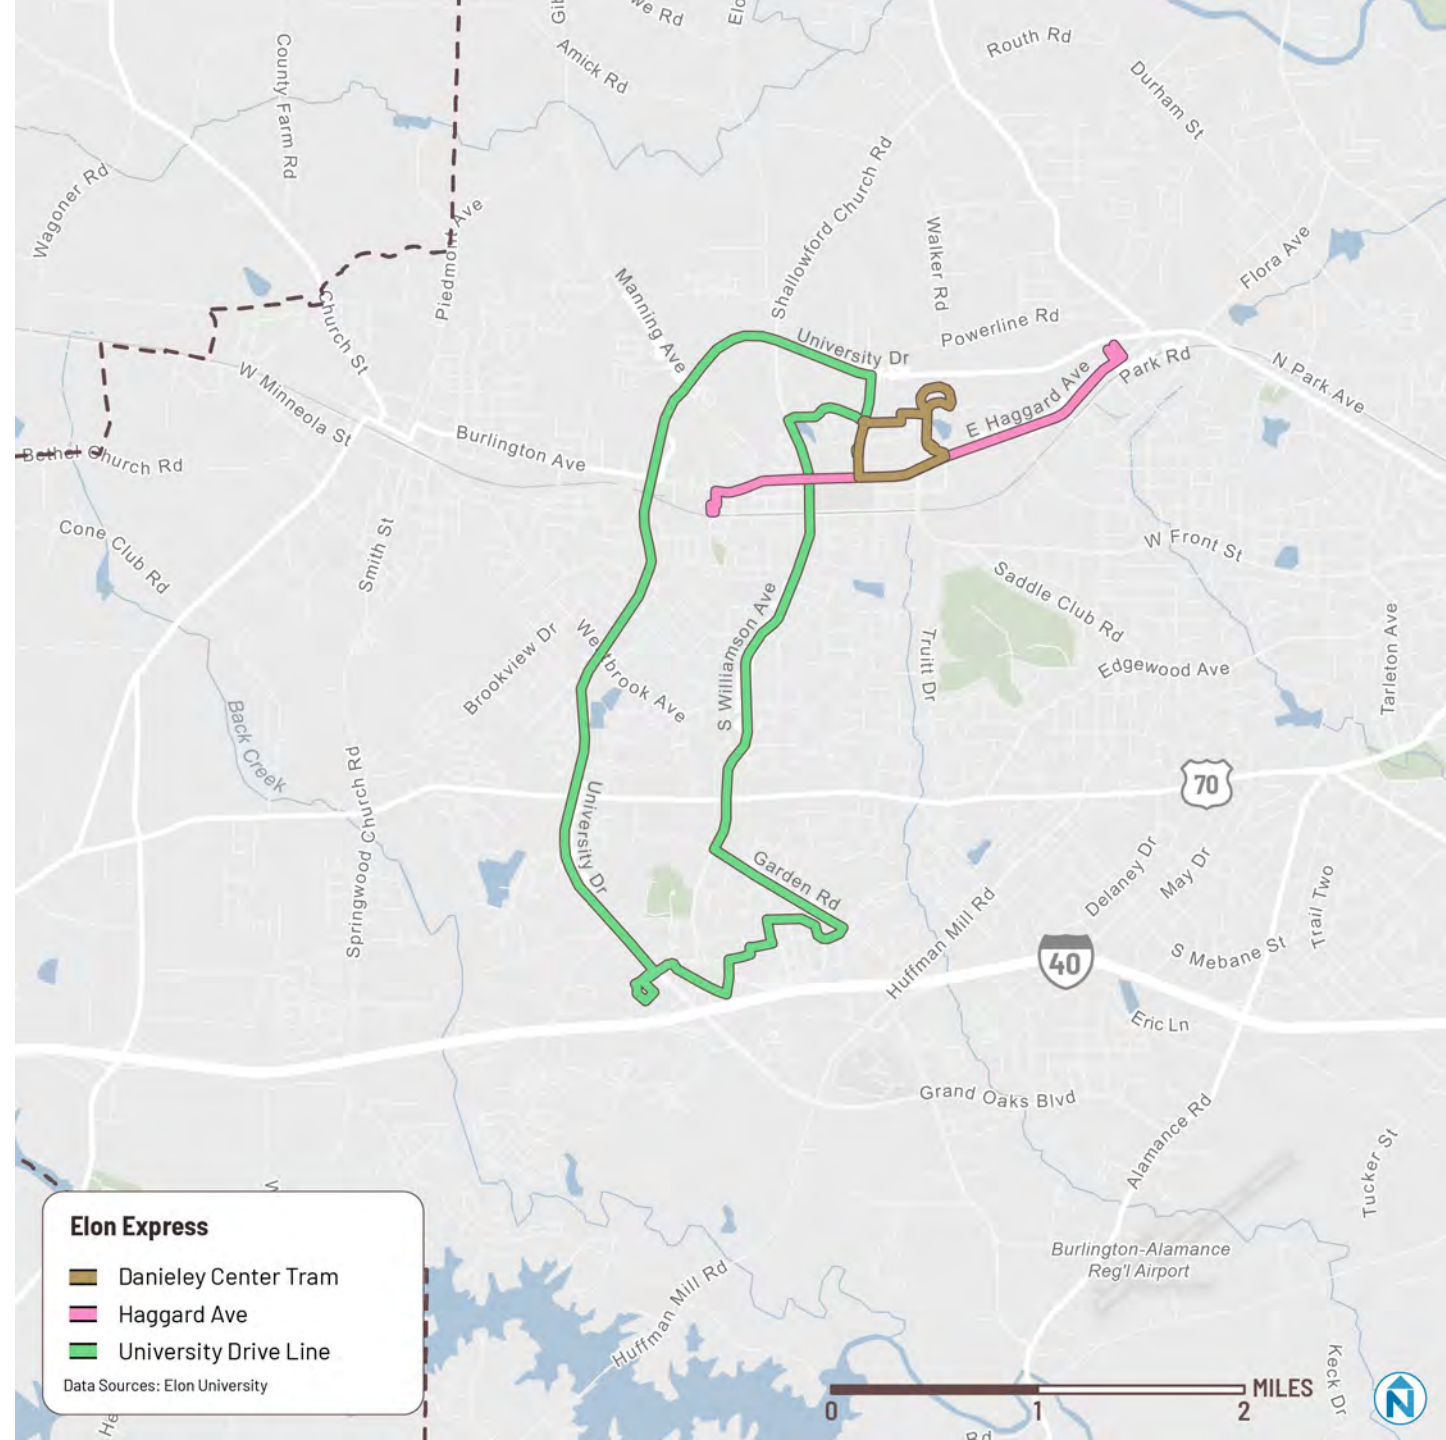 we Rd
Routh Rd
Amick Rd
County Farm Rd
Durham St
Wagoner Rd
Shallowford Church Rd
Piedmont Ave
Walker Rd
Flora Ave
Manning Ave
Church St
Powerline Rd
University Dr
Park Rd
N Park Ave
W Minneola St
E Haggard Ave
Burlington Ave
Bethel Church Rd
Cone Club Rd
Smith St
W Front St
Saddle Club Rd
S Williamson Ave
Brookview Dr
Westbrook Ave
Truitt Dr
Edgewood Ave
Tarleton Ave
Back Creek
Springwood Church Rd
70
University Dr
Garden Rd
Delaney Dr
May Dr
Trail Two
Huffman Mill Rd
S Mebane St
40
Eric Ln
Grand Oaks Blvd
Alamance Rd
Tucker St
Burlington-Alamance
Reg'l Airport
Huffman Mill Rd
Keck Dr
Elon Express
Danieley Center Tram
Haggard Ave
University Drive Line
Data Sources: Elon University
He
MILES
0 1 2
N
Rd